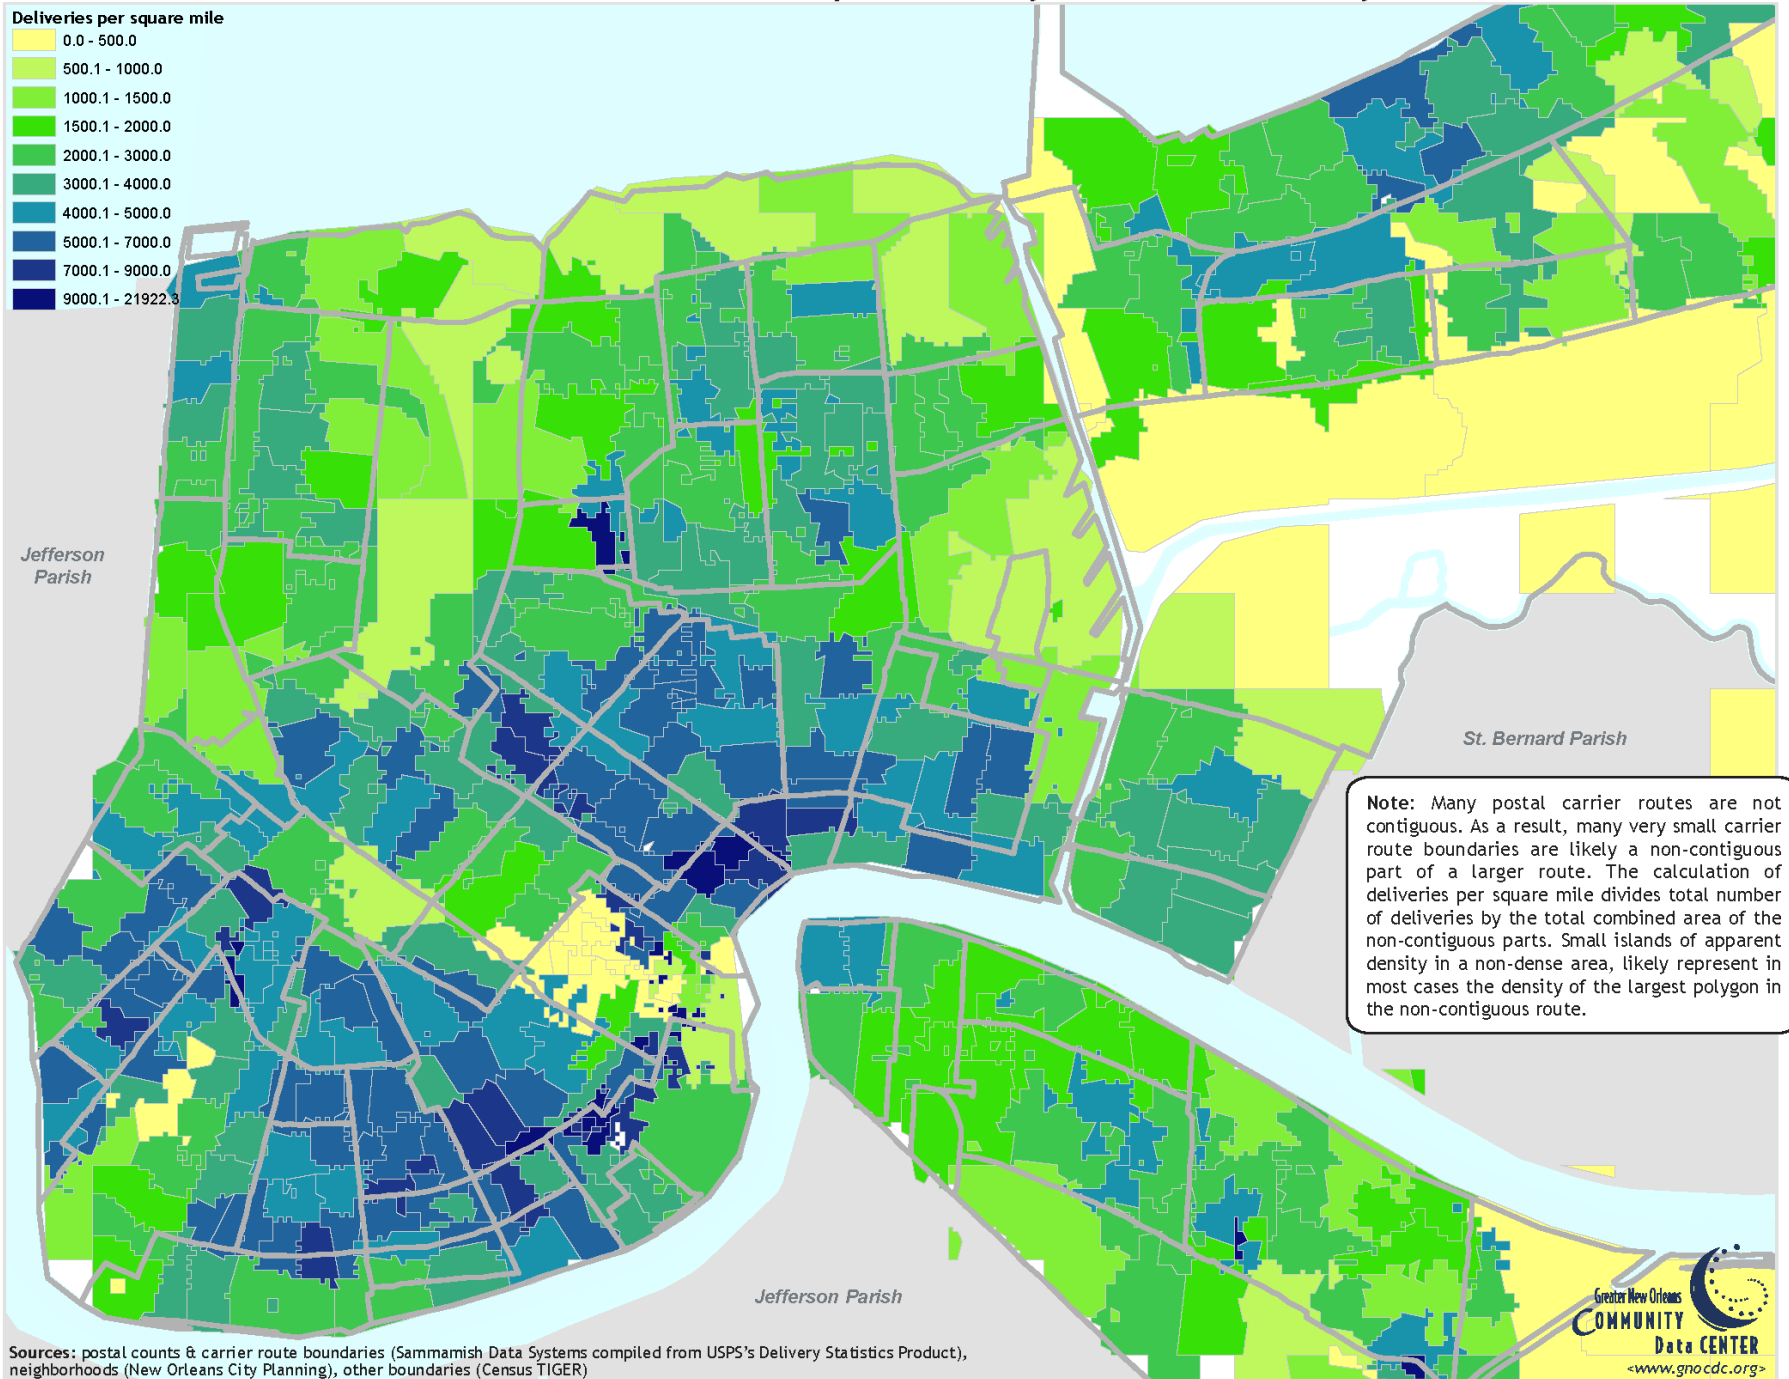 Deliveries per square mile
0.0 - 500.0
500.1 - 1000.0
1000.1 - 1500.0
1500.1 - 2000.0
2000.1 - 3000.0
3000.1 - 4000.0
4000.1 - 5000.0
5000.1 - 7000.0
7000.1 - 9000.0
9000.1 - 21922.3
Jefferson
Parish
St. Bernard Parish
Note: Many postal carrier routes are not
contiguous. As a result, many very small carrier
route boundaries are likely a non-contiguous
part of a larger route. The calculation of
deliveries per square mile divides total number
of deliveries by the total combined area of the
non-contiguous parts. Small islands of apparent
density in a non-dense area, likely represent in
most cases the density of the largest polygon in
the non-contiguous route.
Jefferson Parish
Greater New Orleans
COMMUNITY
Data CENTER
<www.gnocdc.org>
Sources: postal counts & carrier route boundaries (Sammamish Data Systems compiled from USPS's Delivery Statistics Product),
neighborhoods (New Orleans City Planning), other boundaries (Census TIGER)